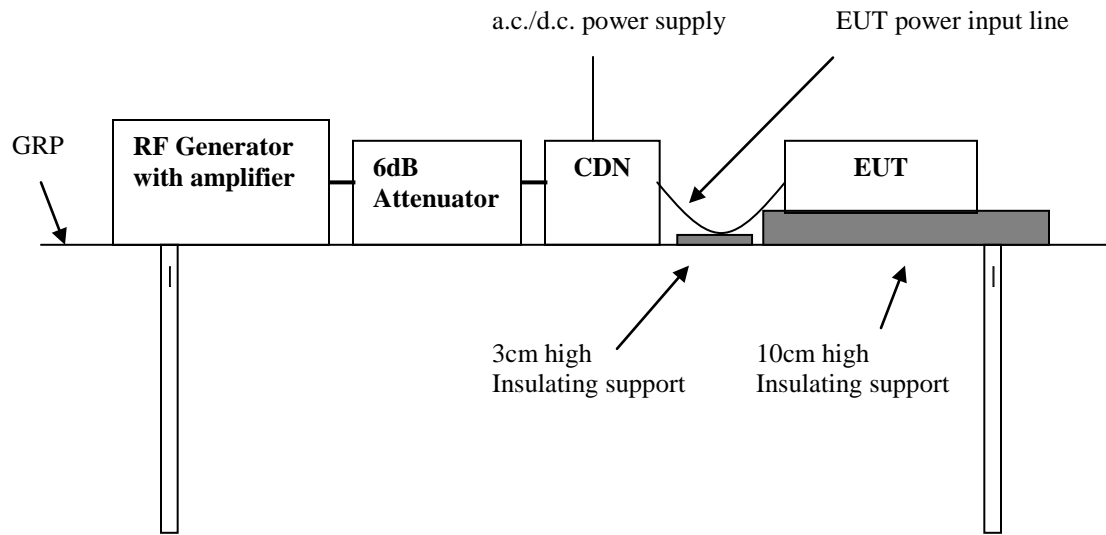 a.c./d.c. power supply
EUT power input line
GRP
RF Generator
with amplifier
6dB
Attenuator
CDN
EUT
3cm high
Insulating support
10cm high
Insulating support